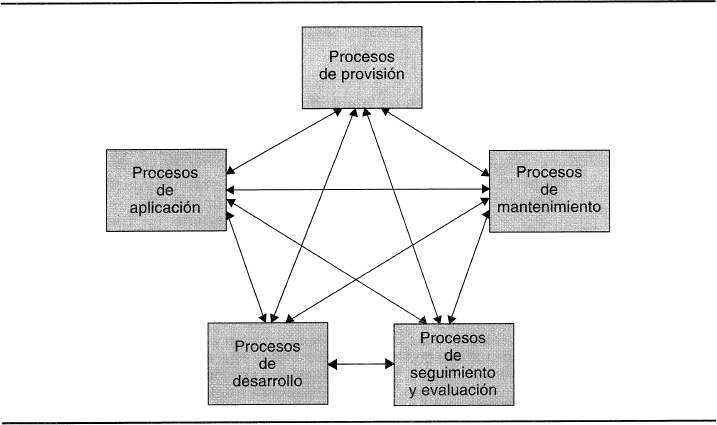 Procesos
de provisión
Procesos
de
aplicación
Procesos
de
mantenimiento
Procesos
de
desarrollo
Procesos
de
seguimiento
y evaluación